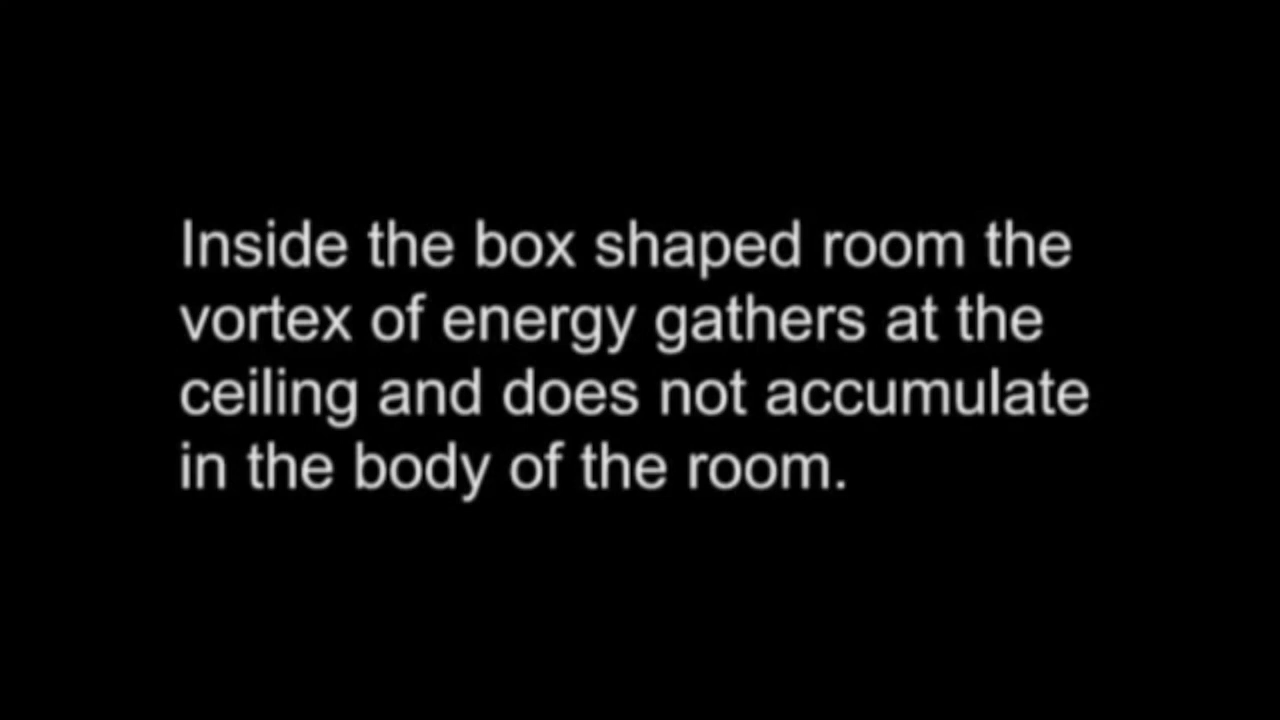 Inside the box shaped room the
vortex of energy gathers at the
ceiling and does not accumulate
in the body of the room.